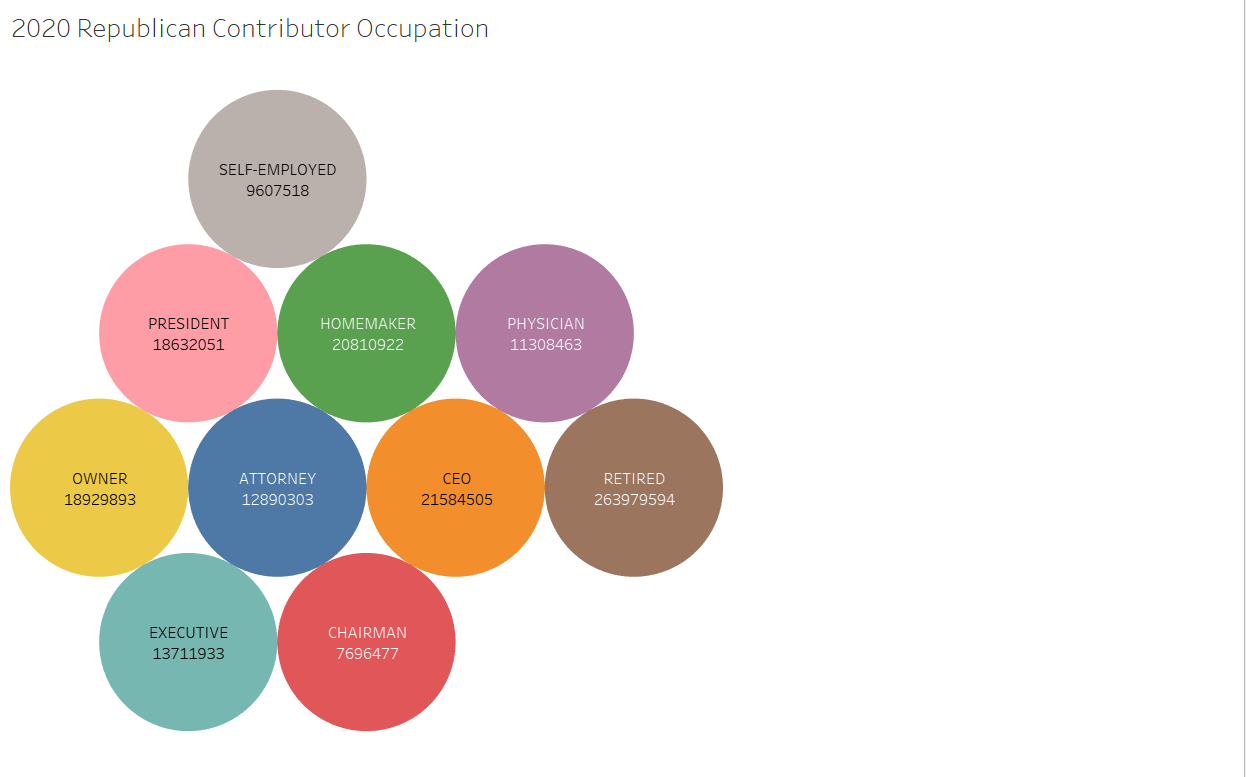 2020 Republican Contributor Occupation
SELF-EMPLOYED
9607518
PRESIDENT
18632051
HOMEMAKER
20810922
PHYSICIAN
11308463
OWNER
18929893
ATTORNEY
12890303
CEO
21584505
RETIRED
263979594
EXECUTIVE
13711933
CHAIRMAN
7696477